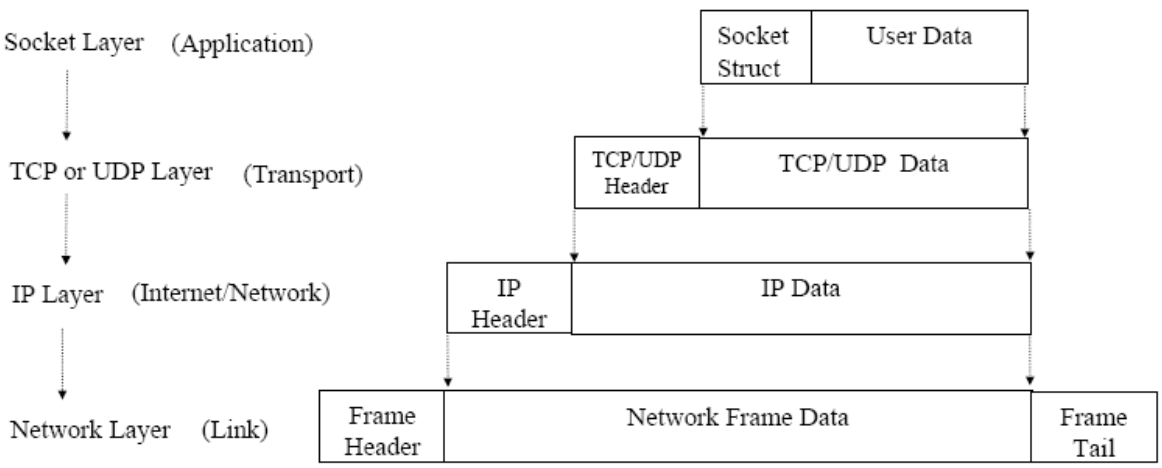 Socket Layer (Application)
Socket
Struct
User Data
TCP or UDP Layer (Transport)
TCP/UDP
Header
TCP/UDP Data
IP Layer (Internet/Network)
IP
Header
IP Data
Network Layer (Link)
Frame
Header
Network Frame Data
Frame
Tail